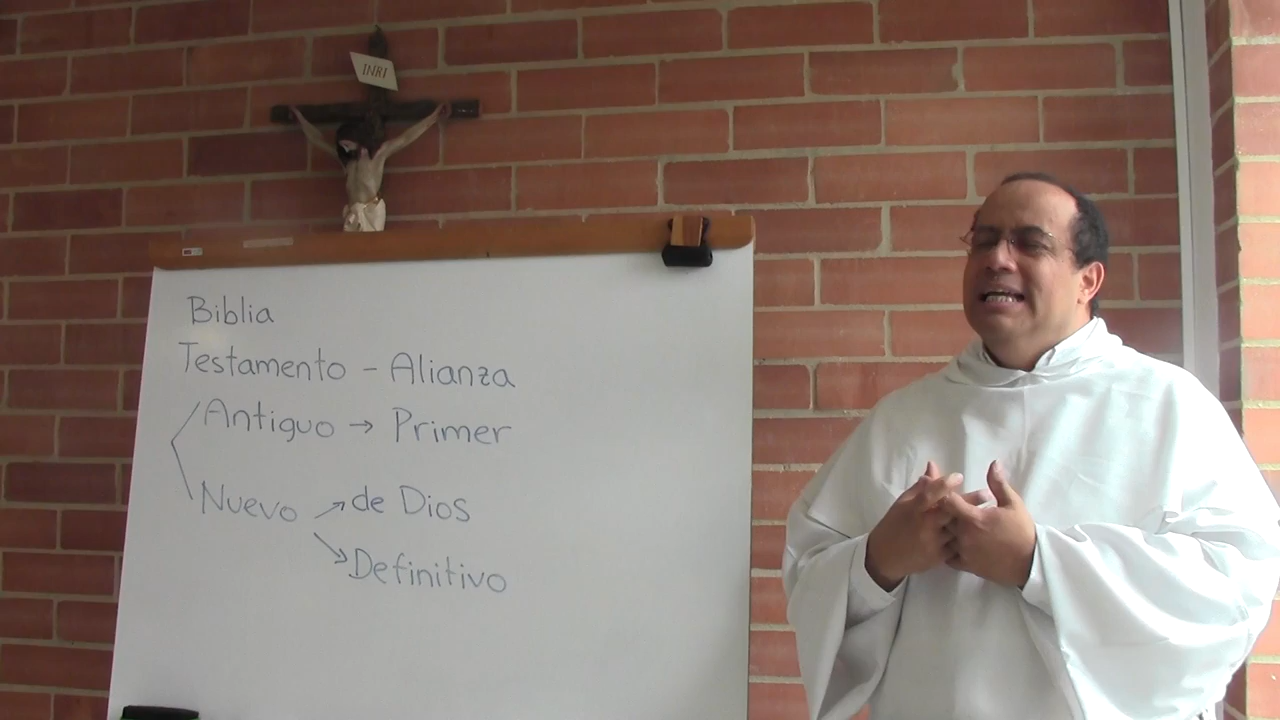 INRI
Biblia
Testamento - Alianza
Antiguo → Primer
Nuevo → de Dios
→ Definitivo